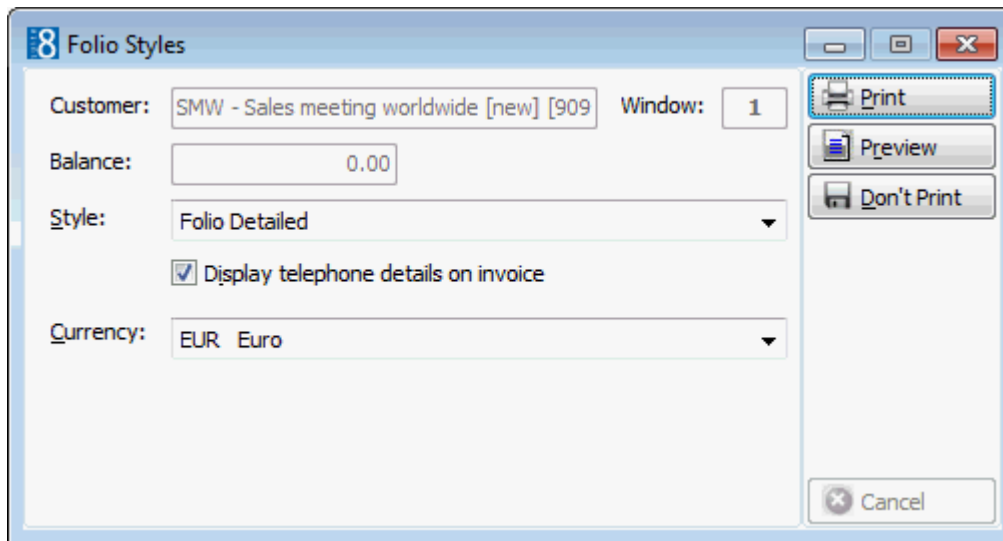 8 Folio Styles
Customer: SMW - Sales meeting worldwide [new] [909 Window: 1
Balance: 0.00
Style: Folio Detailed
Display telephone details on invoice
Currency: EUR Euro
Print
Preview
Don't Print
Cancel